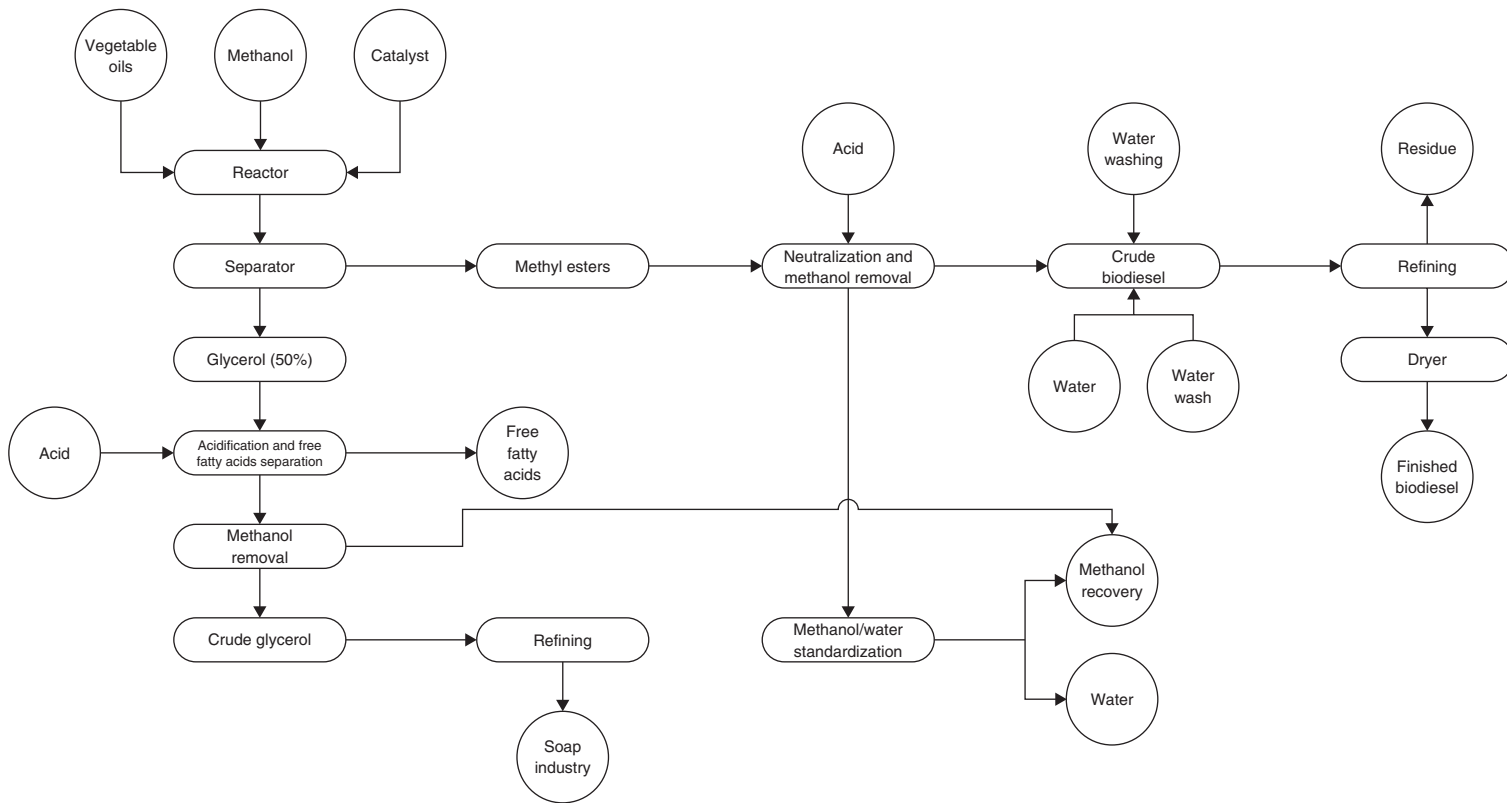 Vegetable
oils
Methanol
Catalyst
Reactor
Acid
Water
washing
Residue
Separator
Methyl esters
Neutralization and
methanol removal
Crude
biodiesel
Refining
Glycerol (50%)
Water
Water
wash
Dryer
Acid
Acidification and free
fatty acids separation
Free
fatty
acids
Finished
biodiesel
Methanol
removal
Methanol
recovery
Crude glycerol
Refining
Methanol/water
standardization
Water
Soap
industry